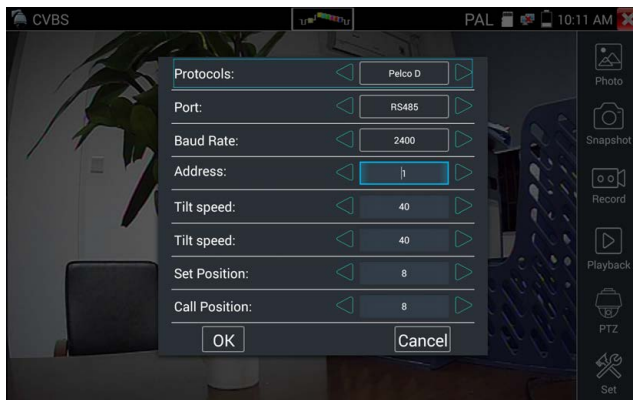 CVBS
PAL
10:11 AM
Protocols: Pelco D
Port: RS485
Baud Rate: 2400
Address: 1
Tilt speed: 40
Tilt speed: 40
Set Position: 8
Call Position: 8
OK Cancel
Photo
Snapshot
Record
Playback
PTZ
Set